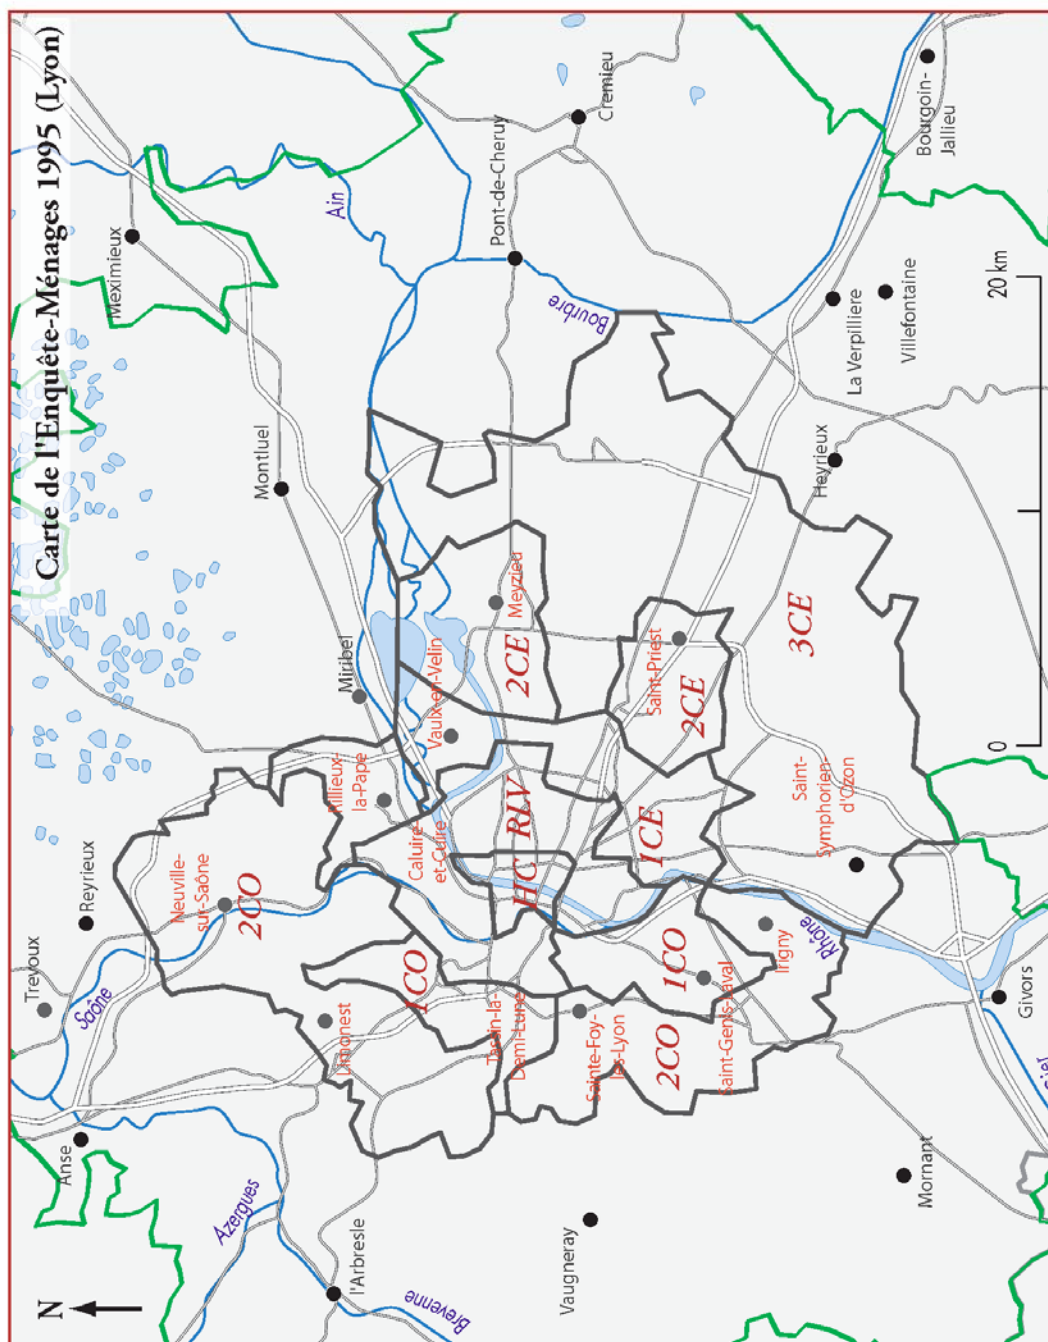 Carte de l'Enquête-Ménages 1995 (Lyon)
N
Trevoux
Reyrieux
Anse
Saône
Neuville-
sur-Saône
2CO
Azergues
l'Arbresle
Brevenne
Limonest
1CO
Meximieux
Montluel
Miribel
Rillieux-
la-Pape
Caluire-
et-Cuire
Vaulx-en-Velin
Ain
Pont-de-Cheruy
Cremieu
Bourbre
Meyzieu
2CE
RLV
HC
Tassin-la-
Demi-Lune
Vaugneray
Sainte-Foy-
les-Lyon
2CO
1CO
1CE
Saint-Priest
2CE
Saint-Genis-Laval
Irigny
Rhône
Saint-
Symphorien-
d'Ozon
3CE
Heyrieux
La Verpilliere
Villefontaine
Bourgoin-
Jallieu
Mornant
Givors
0
20 km